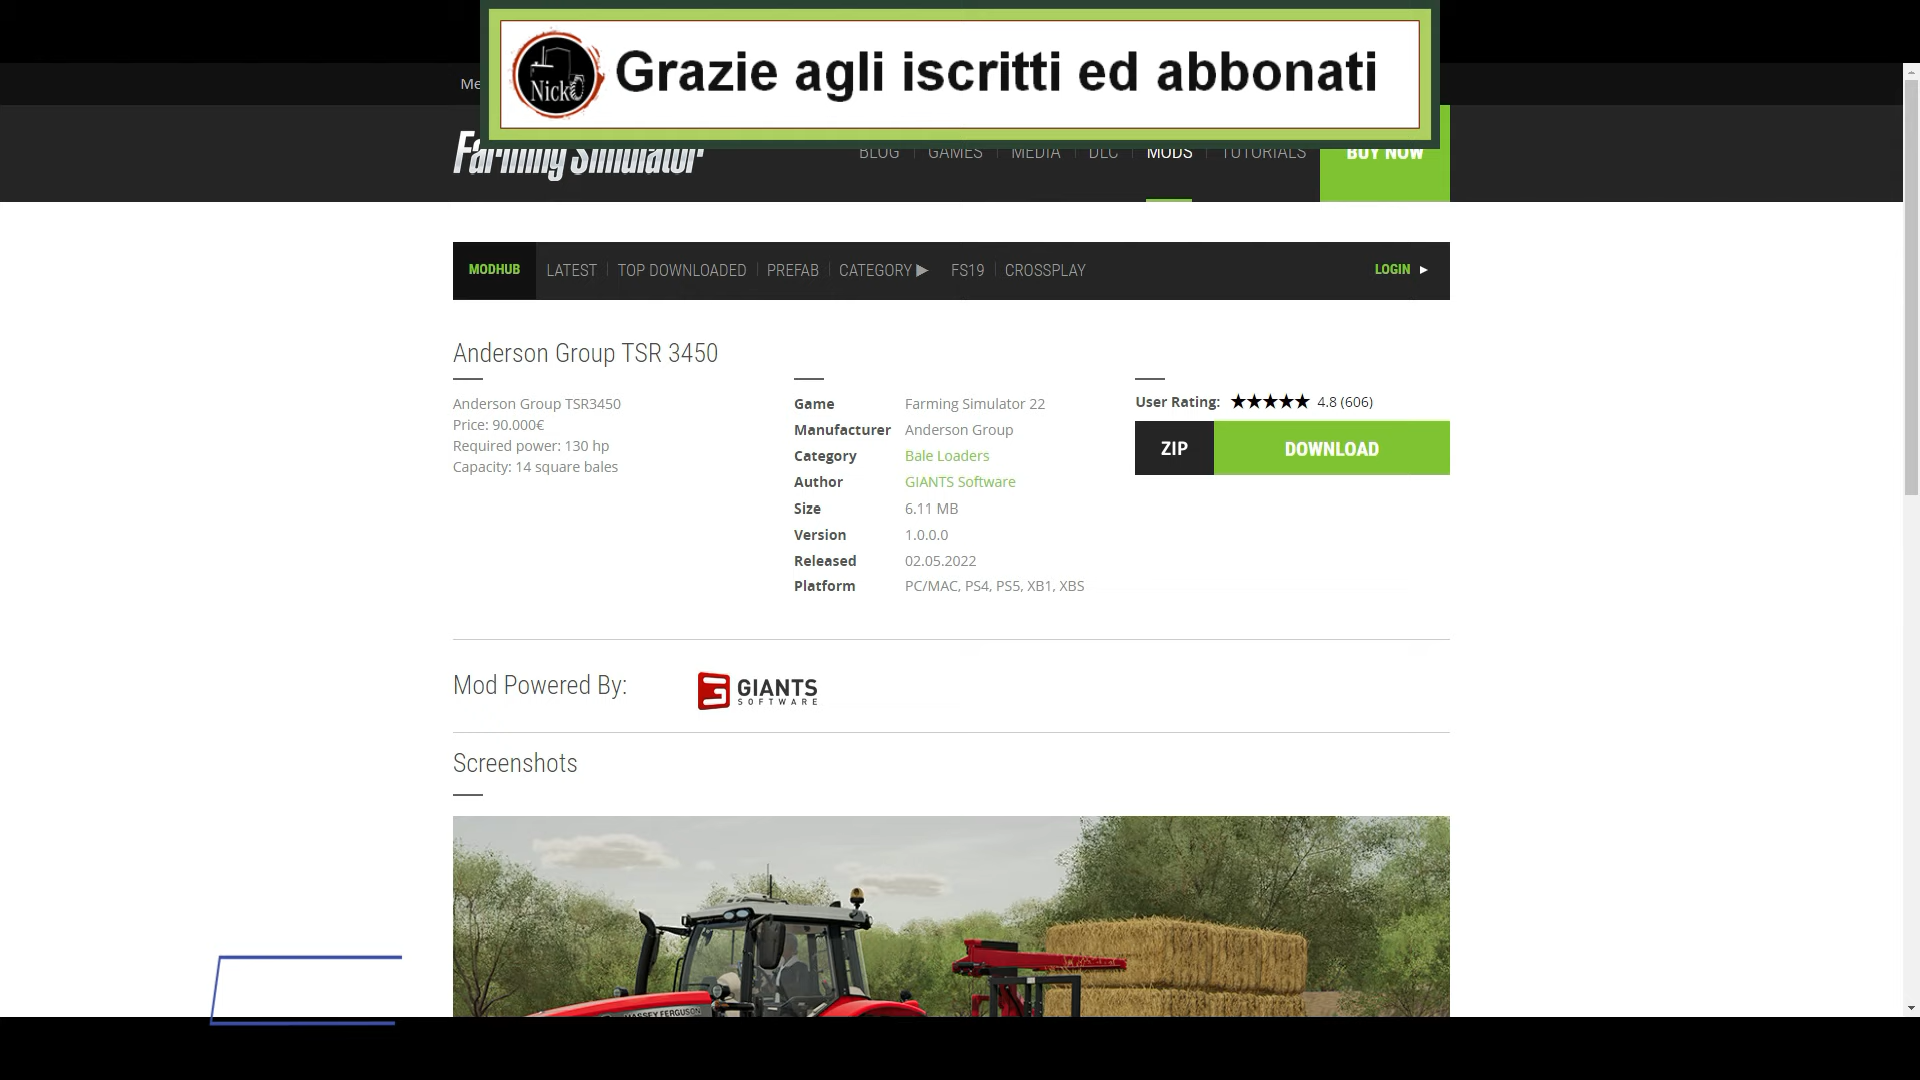 Nick
Grazie agli iscritti ed abbonati
Me
Farming Simulator
BLOG GAMES MEDIA DLC MODS TUTORIALS BUY NOW
MODHUB LATEST TOP DOWNLOADED PREFAB CATEGORY ▶ FS19 CROSSPLAY LOGIN ►
Anderson Group TSR 3450
Anderson Group TSR3450
Price: 90.000€
Required power: 130 hp
Capacity: 14 square bales
Game Farming Simulator 22
Manufacturer Anderson Group
Category Bale Loaders
Author GIANTS Software
Size 6.11 MB
Version 1.0.0.0
Released 02.05.2022
Platform PC/MAC, PS4, PS5, XB1, XBS
User Rating: ★★★★★ 4.8 (606)
ZIP DOWNLOAD
Mod Powered By:
GIANTS
SOFTWARE
Screenshots
MASSEY FERGUSON